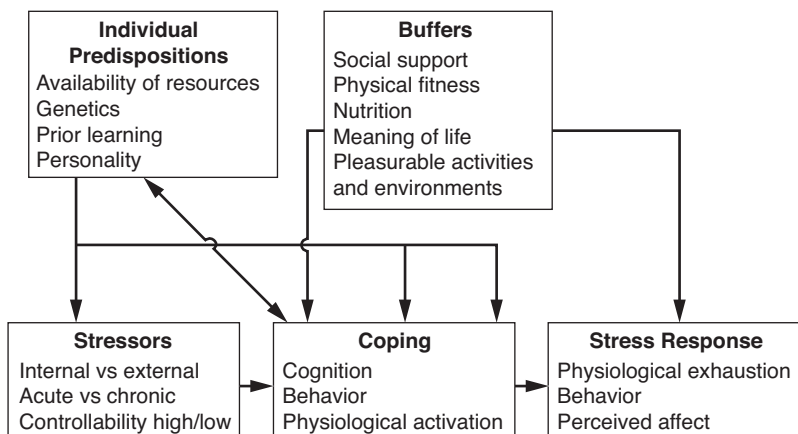 Individual
Predispositions
Availability of resources
Genetics
Prior learning
Personality
Buffers
Social support
Physical fitness
Nutrition
Meaning of life
Pleasurable activities
and environments
Stressors
Internal vs external
Acute vs chronic
Controllability high/low
Coping
Cognition
Behavior
Physiological activation
Stress Response
Physiological exhaustion
Behavior
Perceived affect